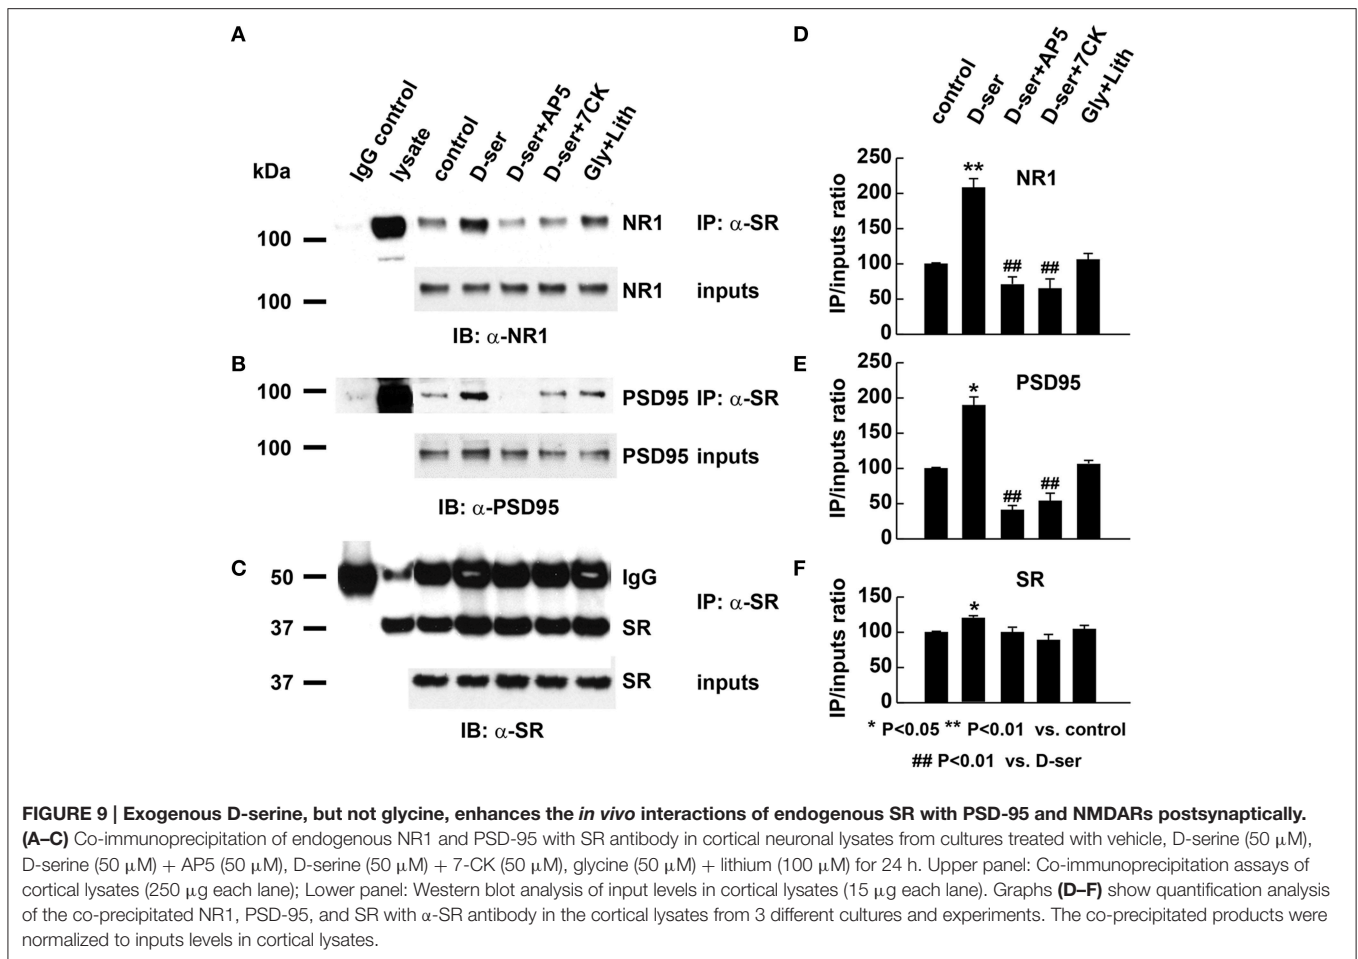 A
IgG control
lysate
control
D-ser
D-ser+AP5
D-ser+7CK
Gly+Lith
kDa
100
NR1 IP: α-SR
100
NR1 inputs
IB: α-NR1
B
100
PSD95 IP: α-SR
100
PSD95 inputs
IB: α-PSD95
C
50
IgG
IP: α-SR
37
SR
37
SR inputs
IB: α-SR
D
control
D-ser
D-ser+AP5
D-ser+7CK
Gly+Lith
NR1
IP/inputs ratio
250
200
150
100
50
0
**
##
##
E
PSD95
IP/inputs ratio
250
200
150
100
50
0
*
##
##
F
SR
IP/inputs ratio
150
100
50
0
*
* P<0.05 ** P<0.01 vs. control
## P<0.01 vs. D-ser
FIGURE 9 | Exogenous D-serine, but not glycine, enhances the in vivo interactions of endogenous SR with PSD-95 and NMDARs postsynaptically.
(A–C) Co-immunoprecipitation of endogenous NR1 and PSD-95 with SR antibody in cortical neuronal lysates from cultures treated with vehicle, D-serine (50 μM),
D-serine (50 μM) + AP5 (50 μM), D-serine (50 μM) + 7-CK (50 μM), glycine (50 μM) + lithium (100 μM) for 24 h. Upper panel: Co-immunoprecipitation assays of
cortical lysates (250 μg each lane); Lower panel: Western blot analysis of input levels in cortical lysates (15 μg each lane). Graphs (D–F) show quantification analysis
of the co-precipitated NR1, PSD-95, and SR with α-SR antibody in the cortical lysates from 3 different cultures and experiments. The co-precipitated products were
normalized to inputs levels in cortical lysates.